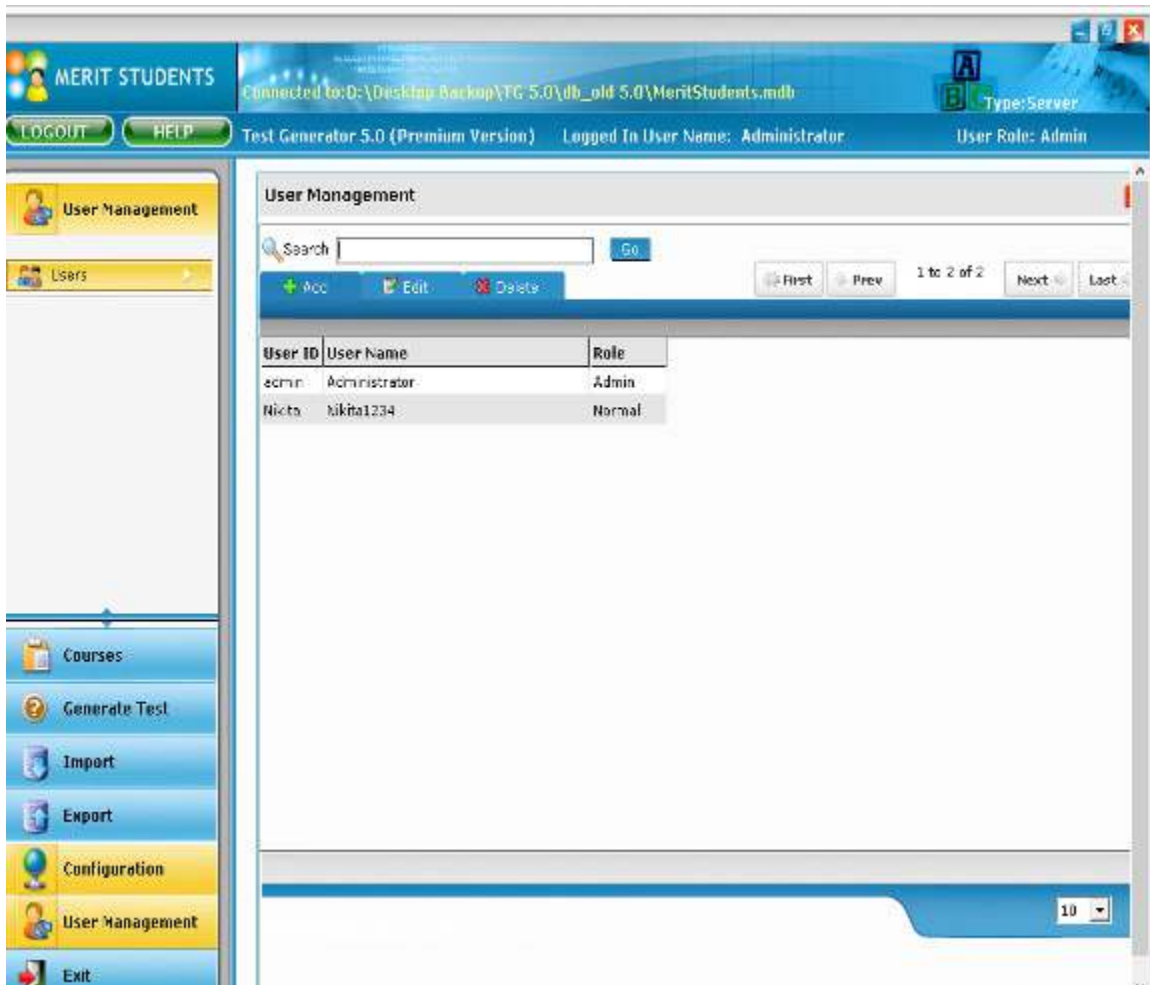 MERIT STUDENTS
Connected to:D:\Desktop Backup\TG 5.0\db_old 5.0\MeritStudents.mdb
A
B
Type:Server
LOGOUT
HELP
Test Generator 5.0 (Premium Version)
Logged In User Name: Administrator
User Role: Admin
User Management
Users
User Management
Search
Go
Add
Edit
Delete
First
Prev
1 to 2 of 2
Next
Last
User ID User Name Role
admin Administrator Admin
Nikita Nikita1234 Normal
Courses
Generate Test
Import
Export
Configuration
User Management
Exit
10